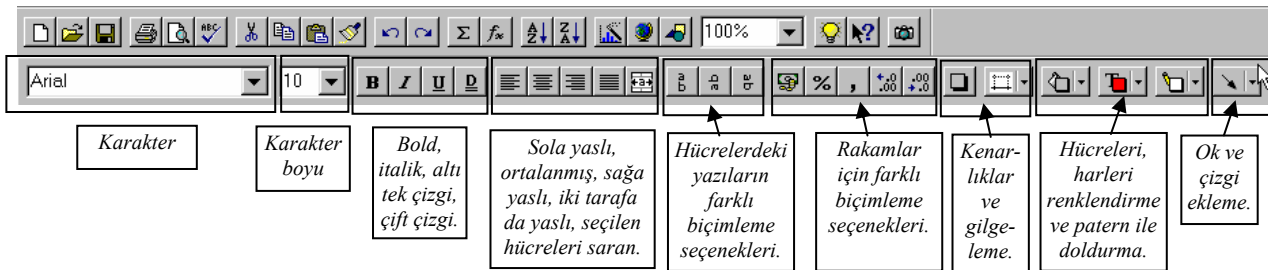 100%
Arial
10
B I U D
% ,
Karakter
Karakter
boyu
Bold,
italik, altı
tek çizgi,
çift çizgi.
Sola yaslı,
ortalanmış, sağa
yaslı, iki tarafa
da yaslı, seçilen
hücreleri saran.
Hücrelerdeki
yazıların
farklı
biçimleme
seçenekleri.
Rakamlar
için farklı
biçimleme
seçenekleri.
Kenar-
lıklar
ve
gilge-
leme.
Hücreleri,
harleri
renklendirme
ve patern ile
doldurma.
Ok ve
çizgi
ekleme.